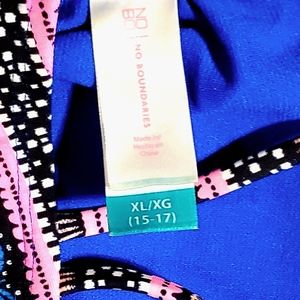 NO
BO
NO BOUNDARIES
Made in/
Hecho en
China
XL/XG
(15-17)